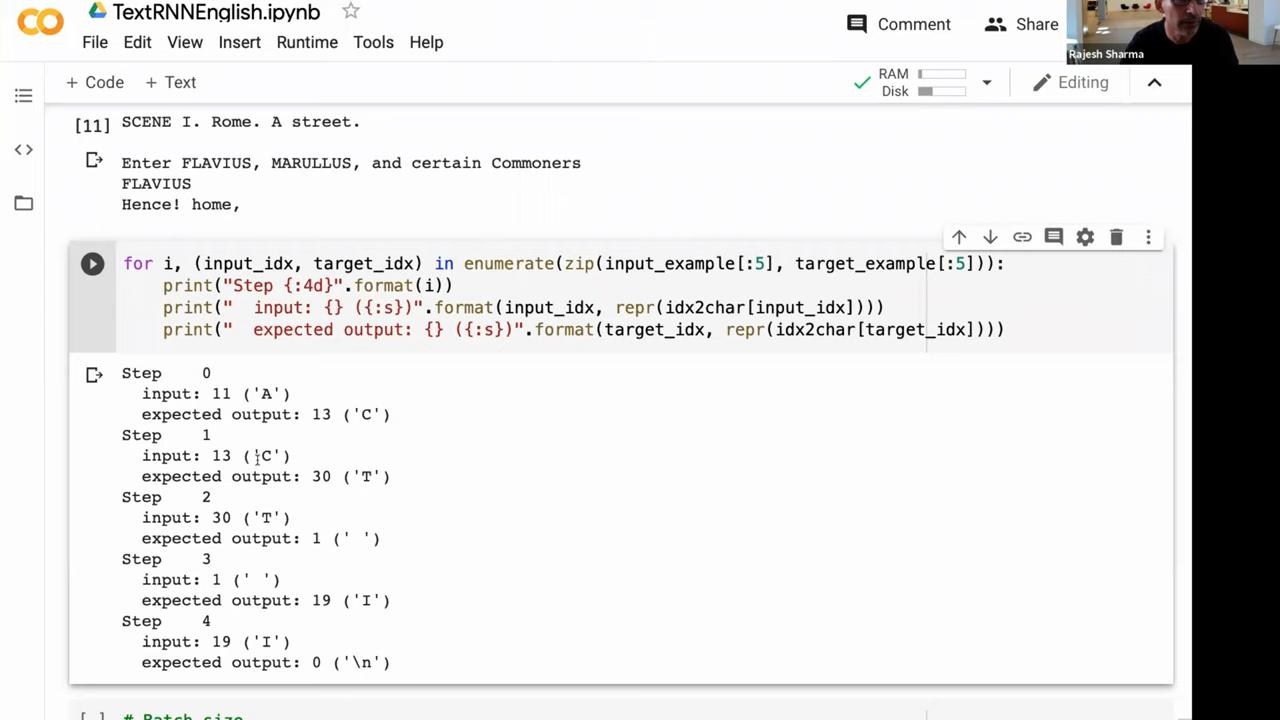 TextRNNEnglish.ipynb
File Edit View Insert Runtime Tools Help
Comment
Share
Rajesh Sharma
+ Code + Text
RAM
Disk
Editing
[11] SCENE I. Rome. A street.
Enter FLAVIUS, MARULLUS, and certain Commoners
FLAVIUS
Hence! home,
for i, (input_idx, target_idx) in enumerate(zip(input_example[:5], target_example[:5])):
    print("Step {:4d}".format(i))
    print("  input: {} ({:s})".format(input_idx, repr(idx2char[input_idx])))
    print("  expected output: {} ({:s})".format(target_idx, repr(idx2char[target_idx])))
Step    0
  input: 11 ('A')
  expected output: 13 ('C')
Step    1
  input: 13 ('C')
  expected output: 30 ('T')
Step    2
  input: 30 ('T')
  expected output: 1 (' ')
Step    3
  input: 1 (' ')
  expected output: 19 ('I')
Step    4
  input: 19 ('I')
  expected output: 0 ('\n')
[ ] # Batch size